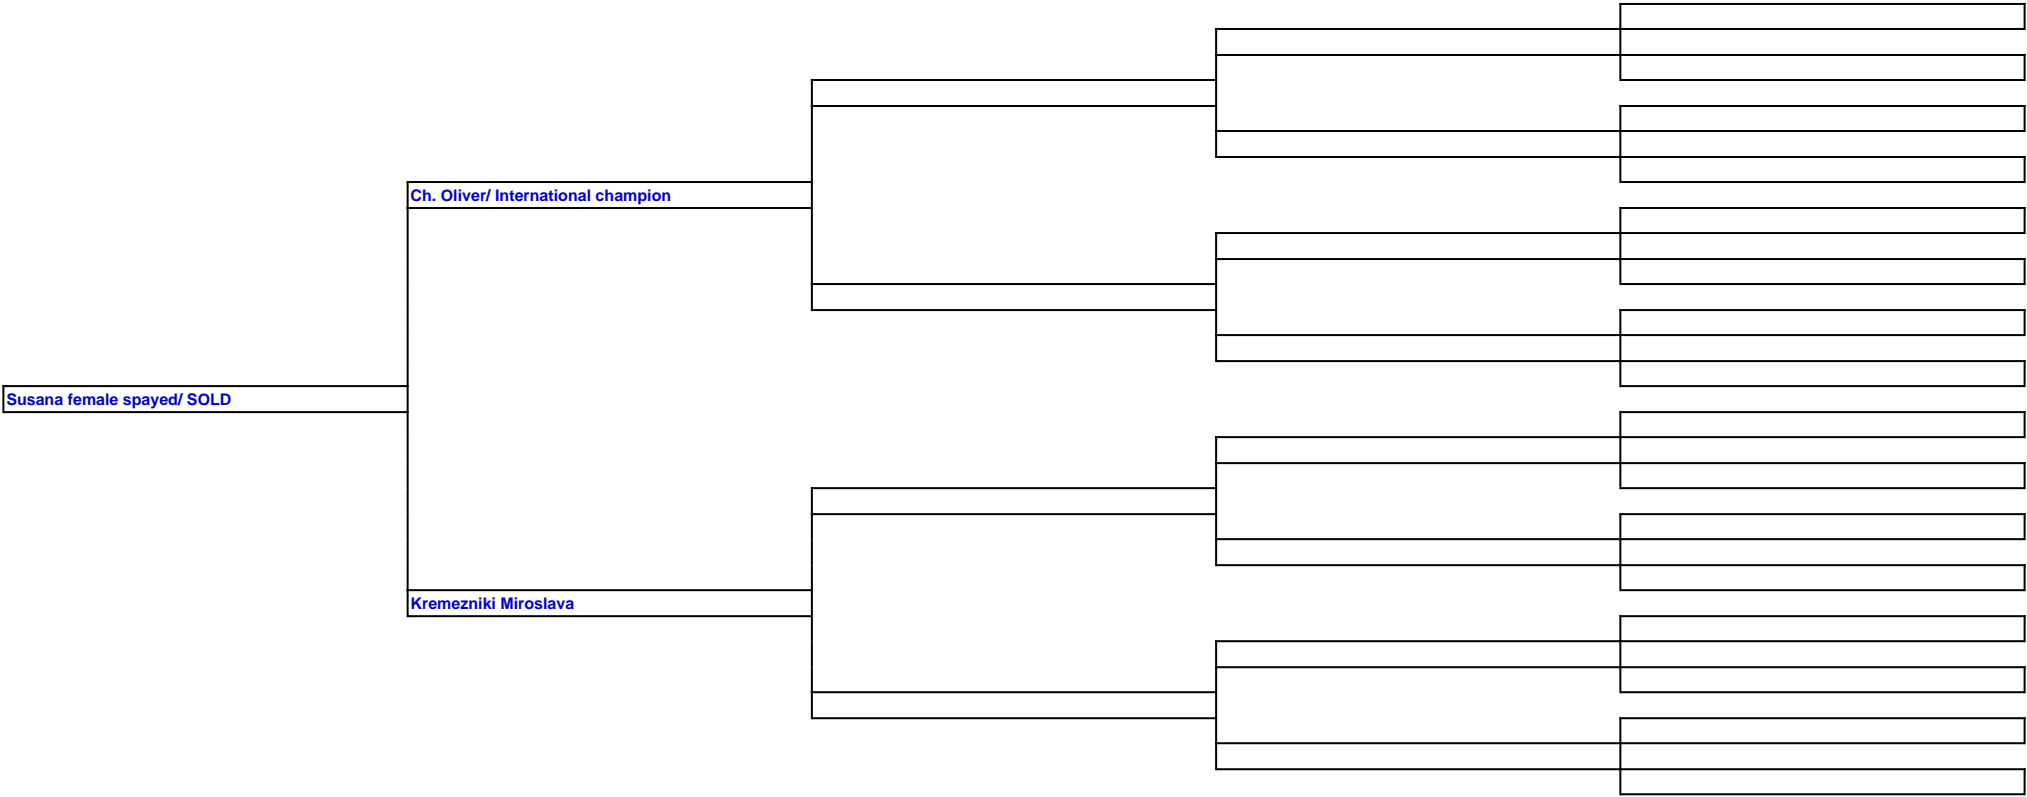 Ch. Oliver/ International champion
Susana female spayed/ SOLD
Kremezniki Miroslava